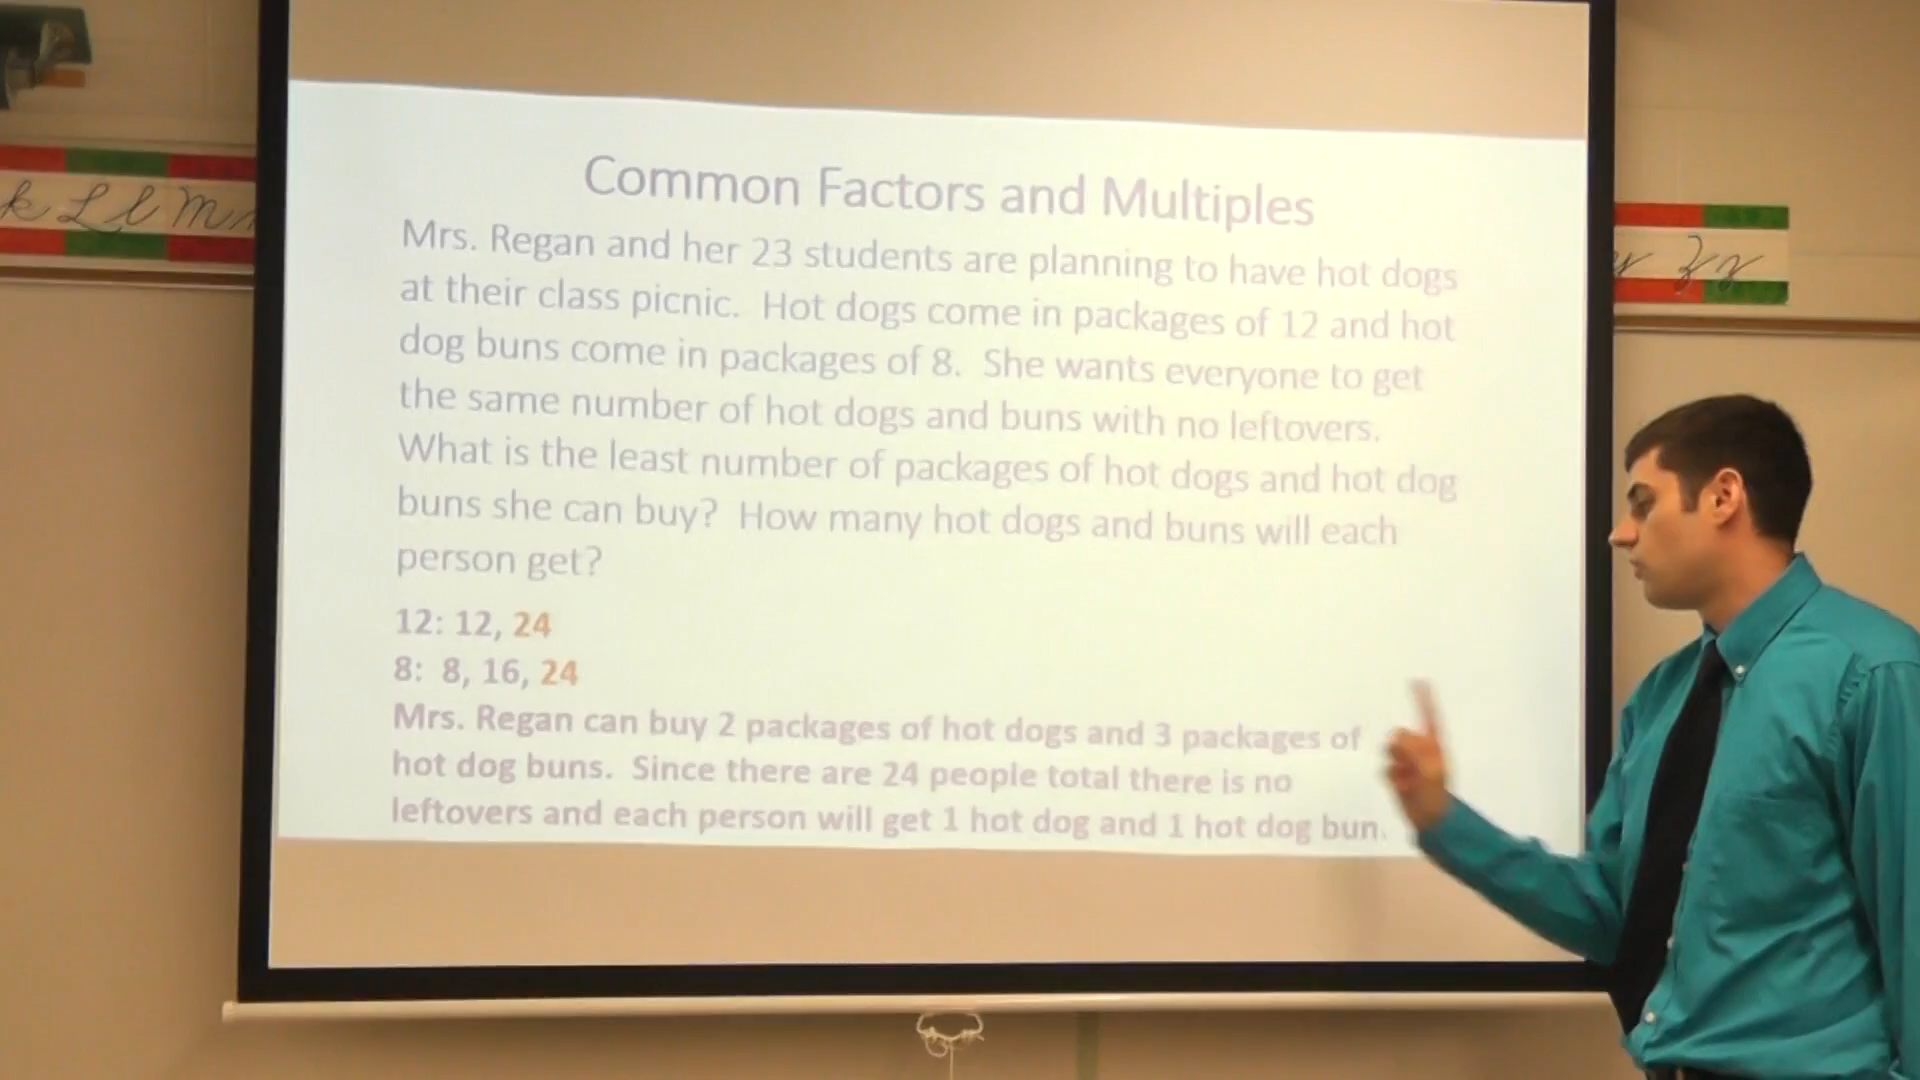 Common Factors and Multiples
Mrs. Regan and her 23 students are planning to have hot dogs
at their class picnic. Hot dogs come in packages of 12 and hot
dog buns come in packages of 8. She wants everyone to get
the same number of hot dogs and buns with no leftovers.
What is the least number of packages of hot dogs and hot dog
buns she can buy? How many hot dogs and buns will each
person get?
12: 12, 24
8: 8, 16, 24
Mrs. Regan can buy 2 packages of hot dogs and 3 packages of
hot dog buns. Since there are 24 people total there is no
leftovers and each person will get 1 hot dog and 1 hot dog bun.
k L l M
y Z z